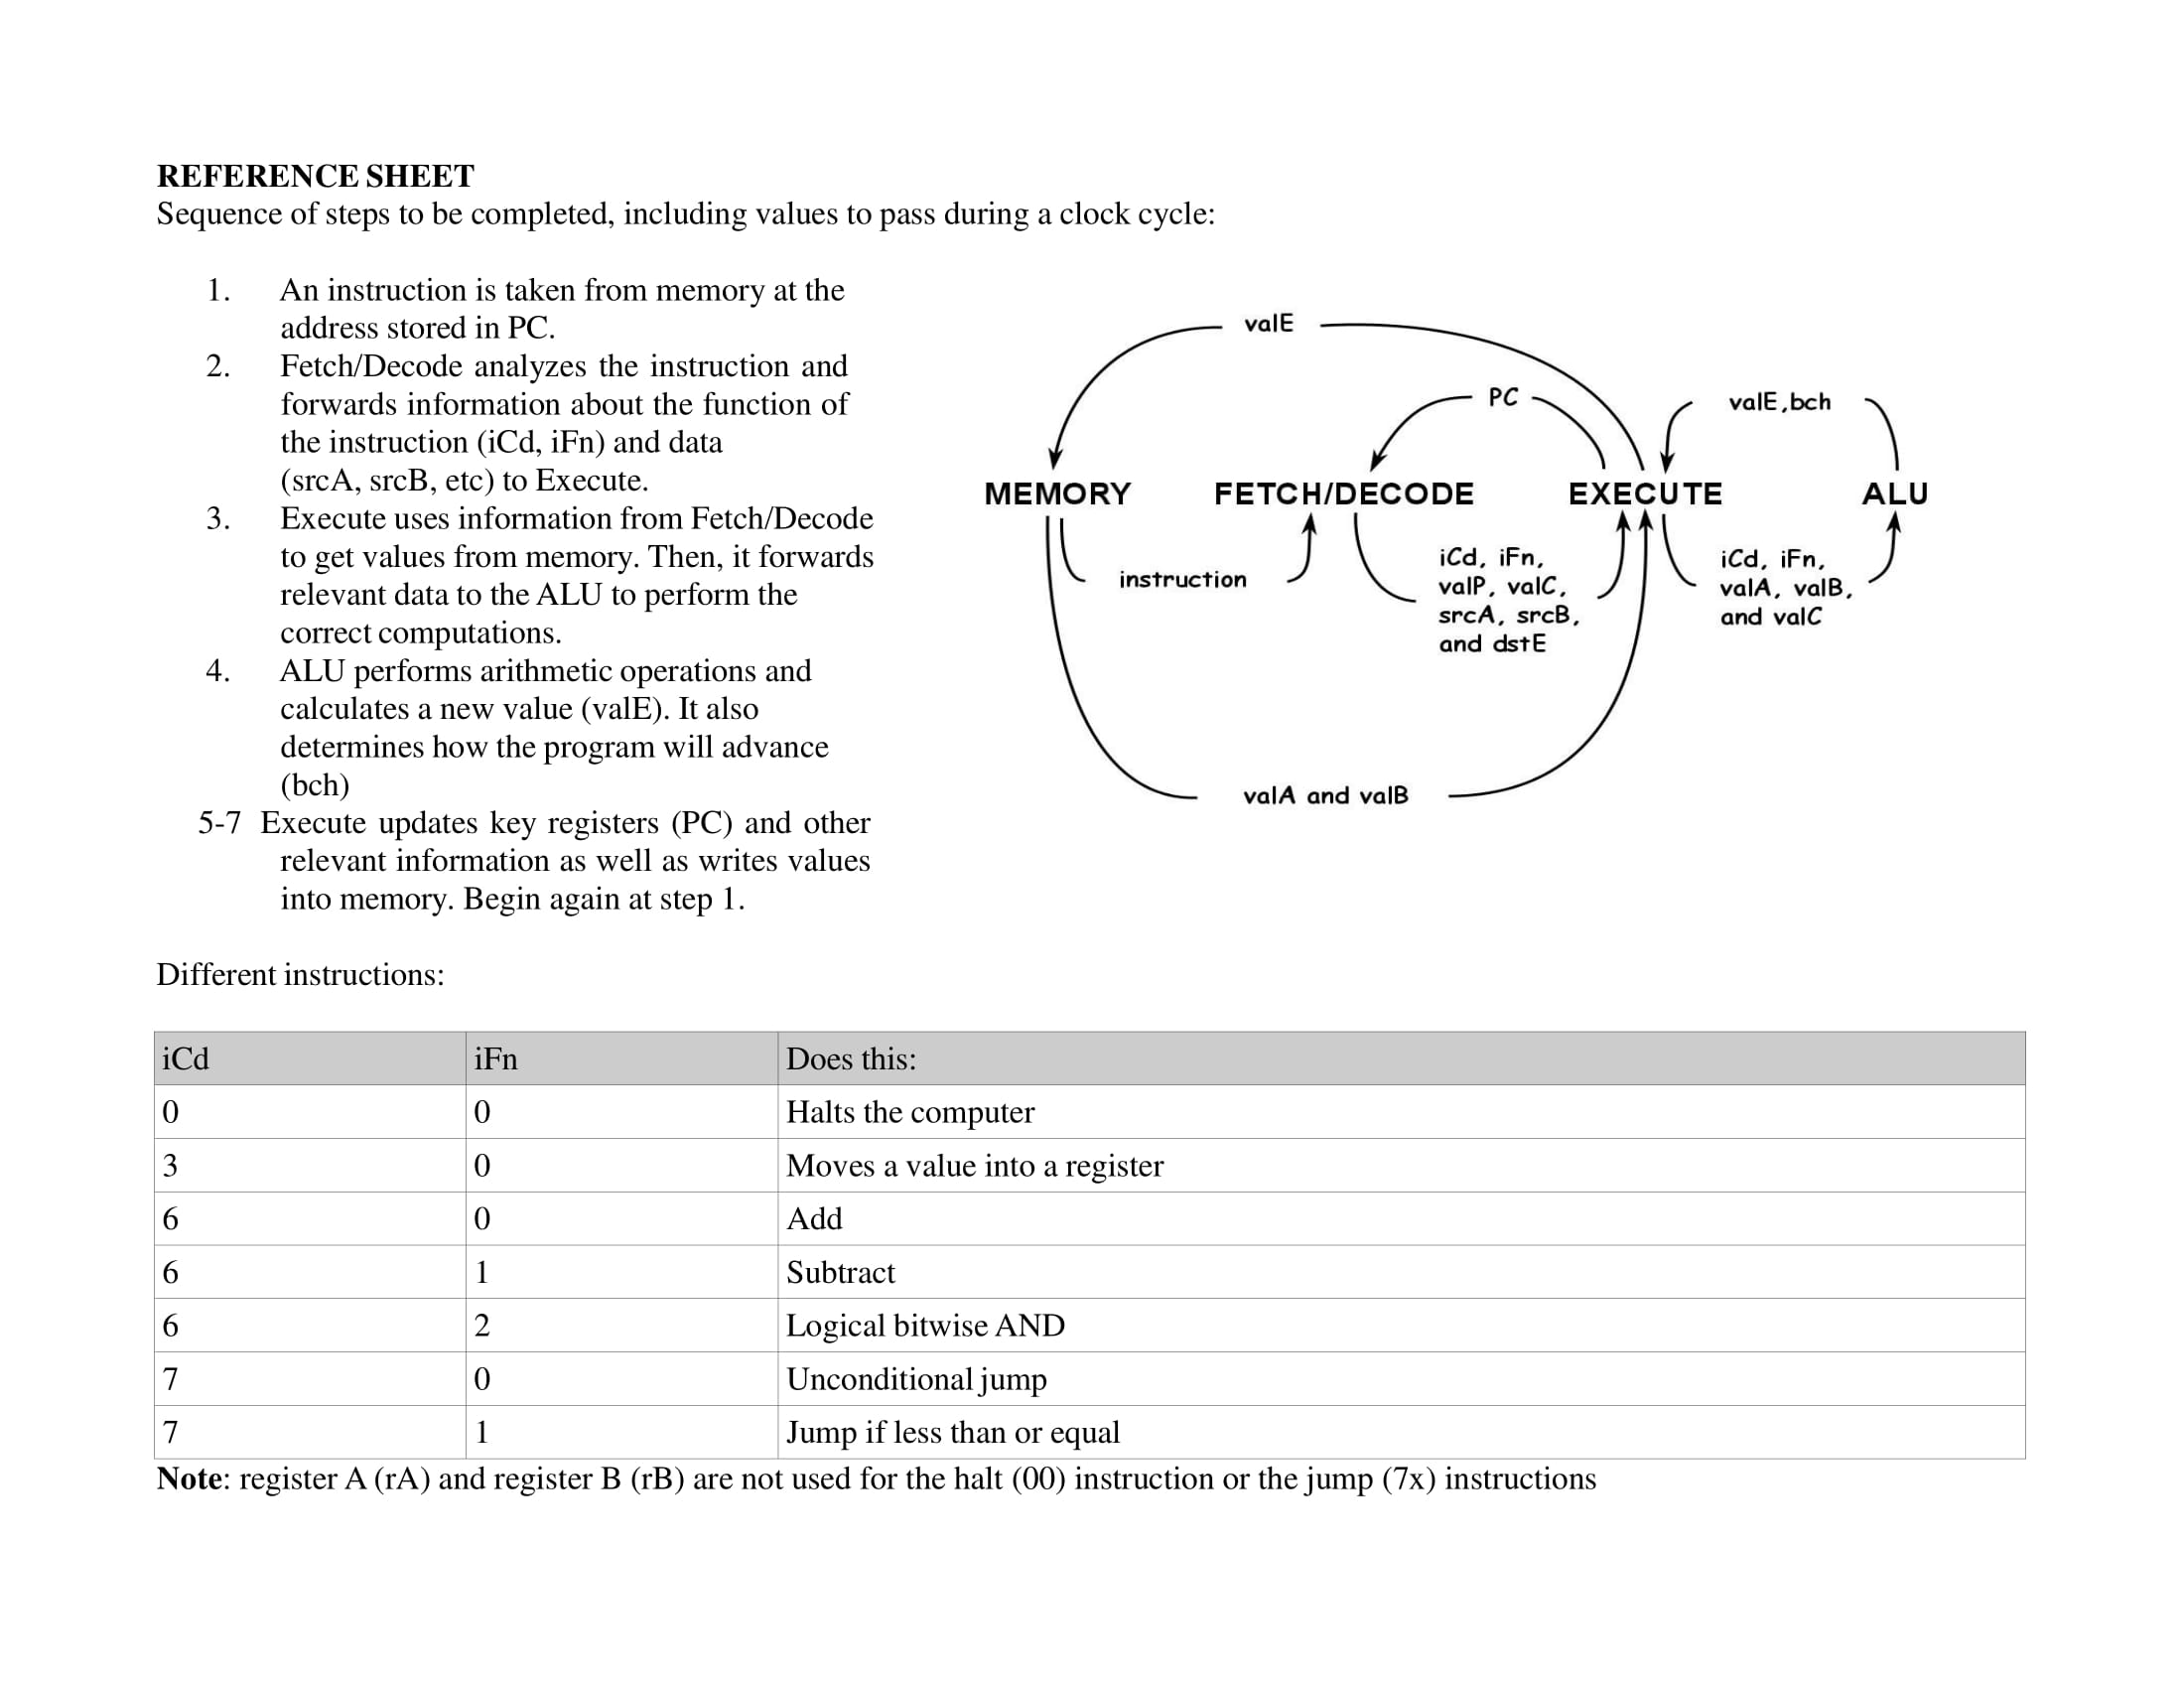 REFERENCE SHEET
Sequence of steps to be completed, including values to pass during a clock cycle:
1. An instruction is taken from memory at the
address stored in PC.
2. Fetch/Decode analyzes the instruction and
forwards information about the function of
the instruction (iCd, iFn) and data
(srcA, srcB, etc) to Execute.
3. Execute uses information from Fetch/Decode
to get values from memory. Then, it forwards
relevant data to the ALU to perform the
correct computations.
4. ALU performs arithmetic operations and
calculates a new value (valE). It also
determines how the program will advance
(bch)
5-7 Execute updates key registers (PC) and other
relevant information as well as writes values
into memory. Begin again at step 1.
valE
PC
valE,bch
MEMORY FETCH/DECODE EXECUTE ALU
instruction
iCd, iFn,
valP, valC,
srcA, srcB,
and dstE
iCd, iFn,
valA, valB,
and valC
valA and valB
Different instructions:
iCd iFn Does this:
0 0 Halts the computer
3 0 Moves a value into a register
6 0 Add
6 1 Subtract
6 2 Logical bitwise AND
7 0 Unconditional jump
7 1 Jump if less than or equal
Note: register A (rA) and register B (rB) are not used for the halt (00) instruction or the jump (7x) instructions